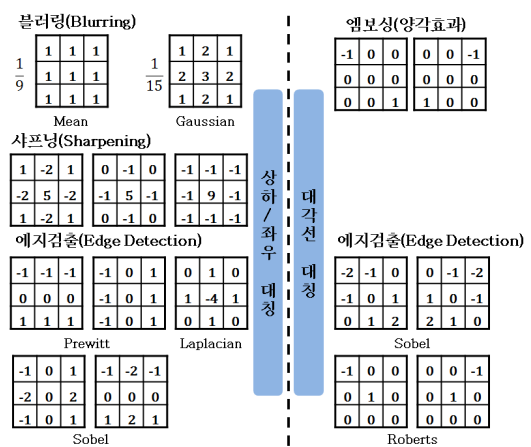 블러링(Blurring)
1/9
1 1 1
1 1 1
1 1 1
Mean
1/15
1 2 1
2 3 2
1 2 1
Gaussian
샤프닝(Sharpening)
1 -2 1
-2 5 -2
1 -2 1
0 -1 0
-1 5 -1
0 -1 0
-1 -1 -1
-1 9 -1
-1 -1 -1
에지검출(Edge Detection)
-1 -1 -1
0 0 0
1 1 1
-1 0 1
-1 0 1
-1 0 1
Prewitt
0 1 0
1 -4 1
0 1 0
Laplacian
-1 0 1
-2 0 2
-1 0 1
-1 -2 -1
0 0 0
1 2 1
Sobel
상하/좌우 대칭
대각선 대칭
엠보싱(양각효과)
-1 0 0
0 0 0
0 0 1
0 0 -1
0 0 0
1 0 0
에지검출(Edge Detection)
-2 -1 0
-1 0 1
0 1 2
0 -1 -2
1 0 -1
2 1 0
Sobel
-1 0 0
0 1 0
0 0 0
0 0 -1
0 1 0
0 0 0
Roberts